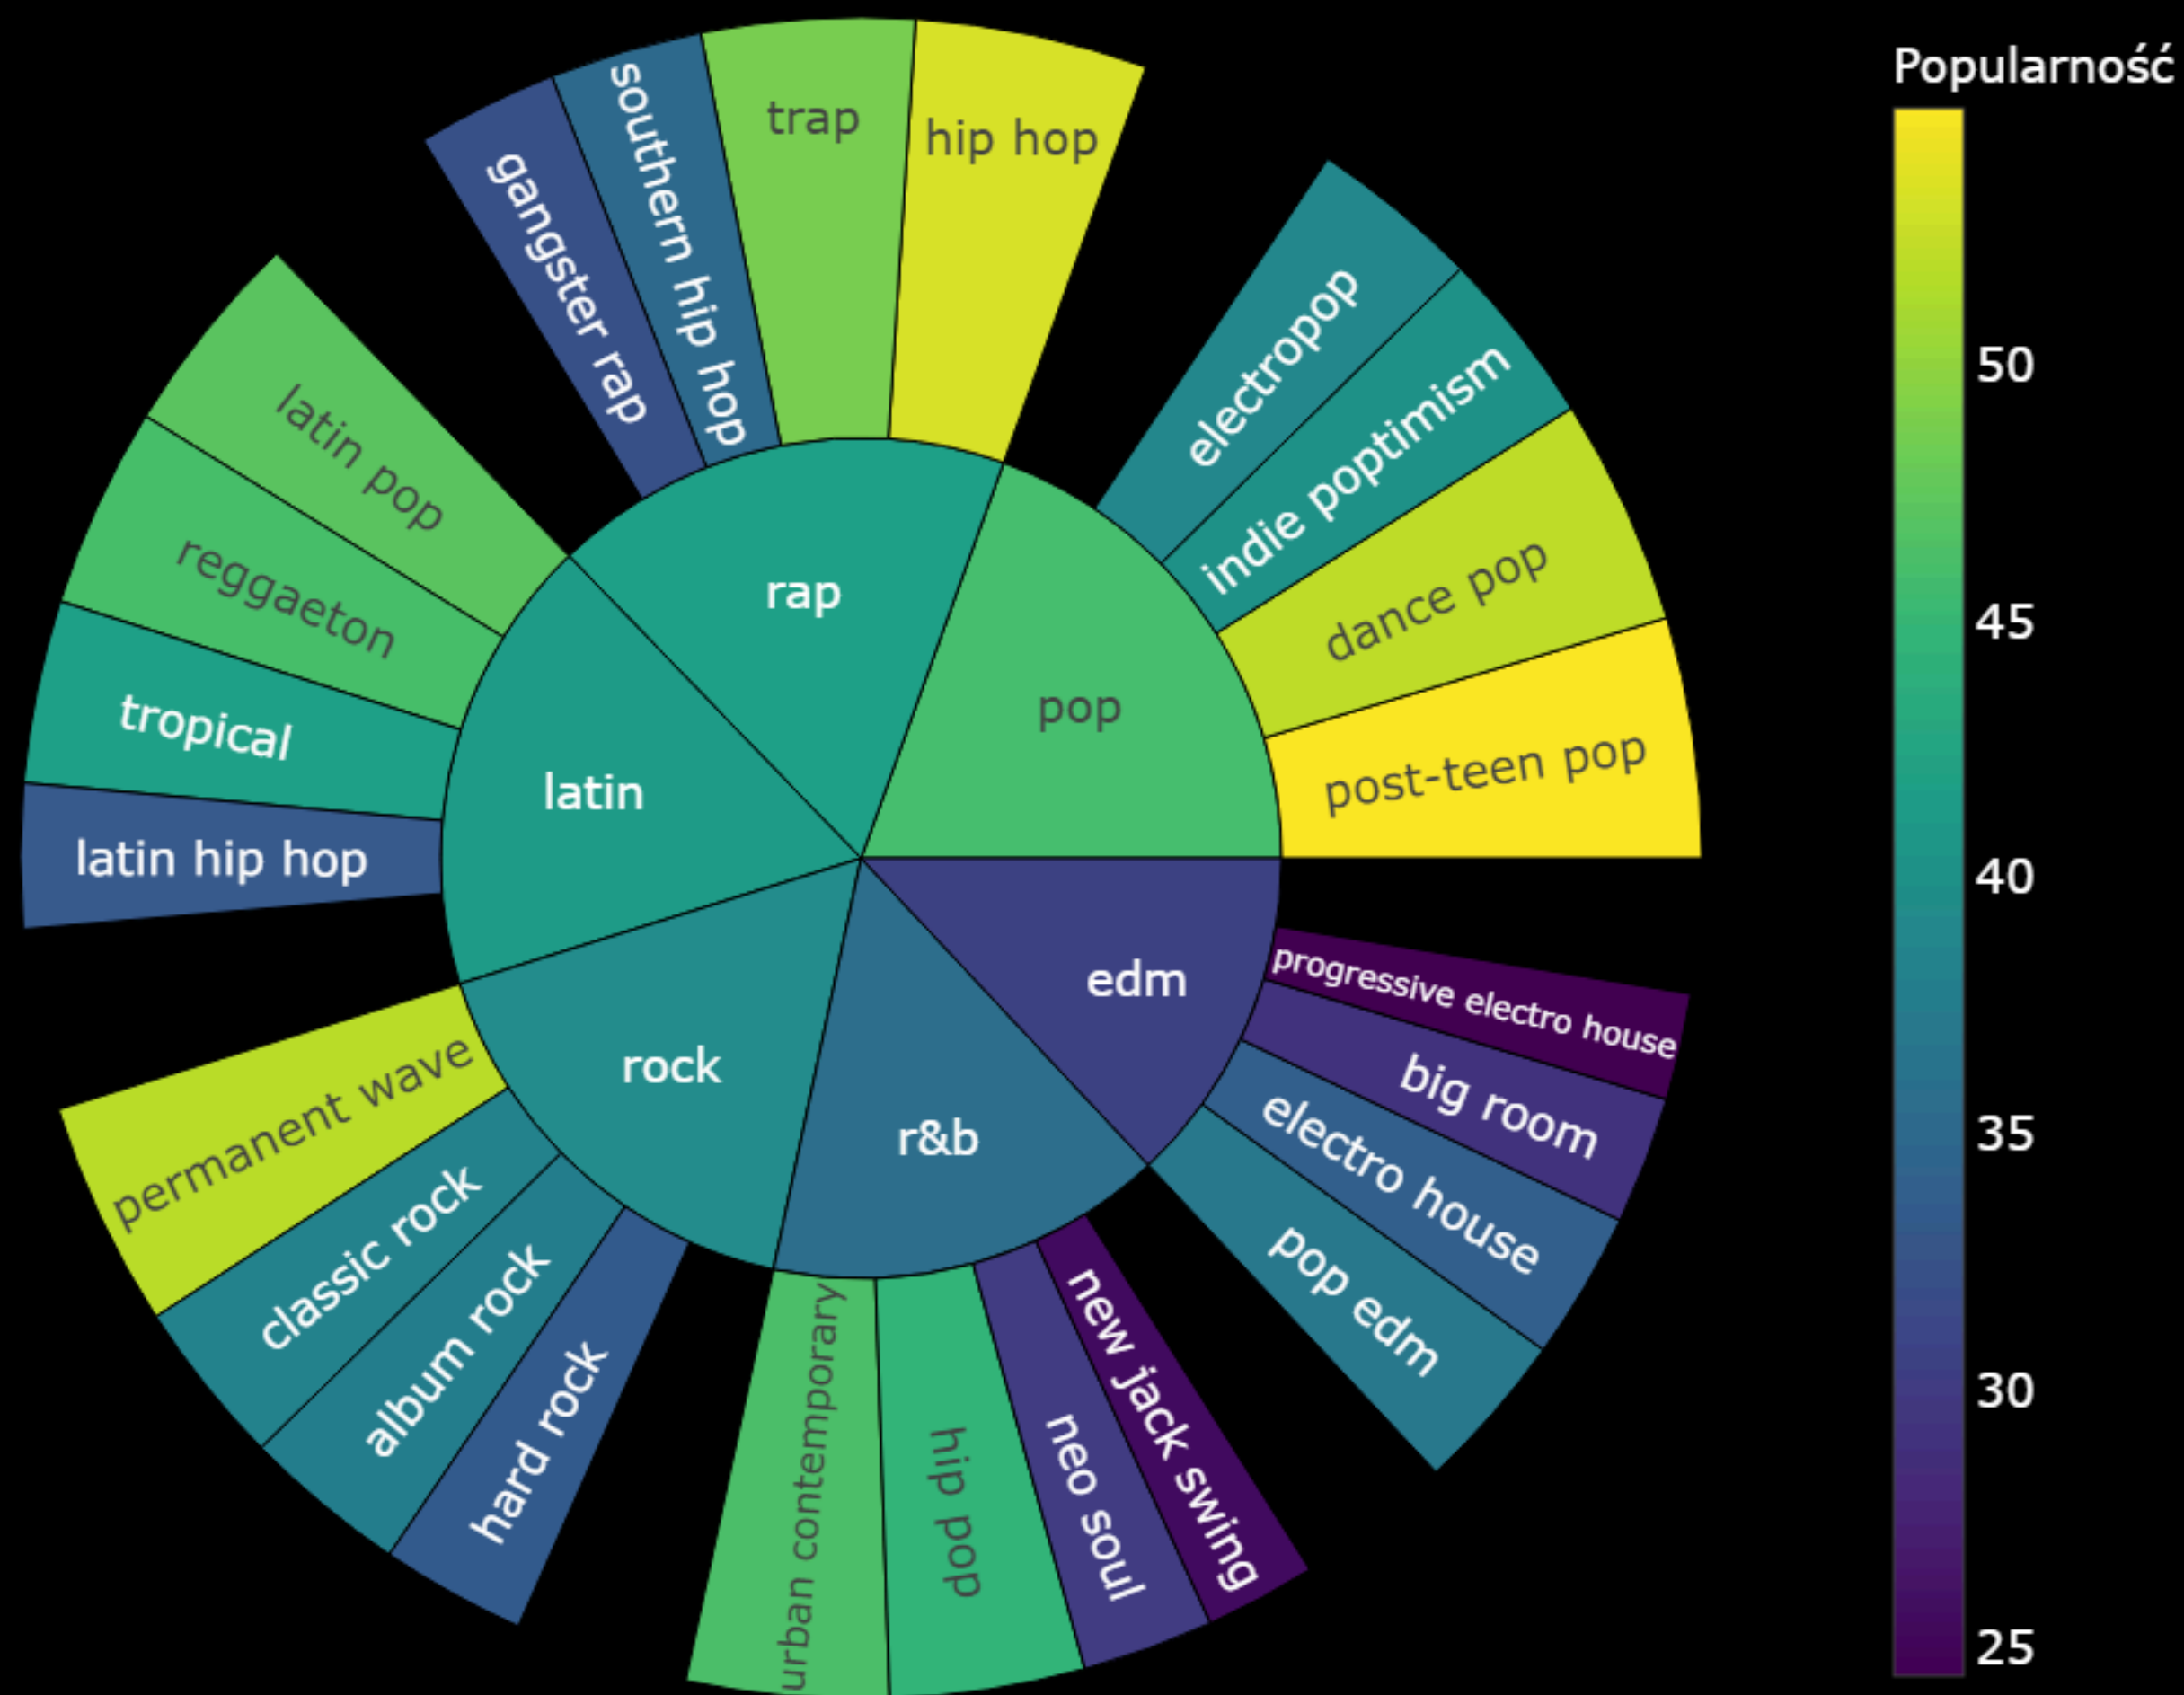 Popularność
50
45
40
35
30
25
rap
pop
latin
rock
r&b
edm
gangster rap
southern hip hop
trap
hip hop
electropop
indie poptimism
dance pop
post-teen pop
latin pop
reggaeton
tropical
latin hip hop
permanent wave
classic rock
album rock
hard rock
urban contemporary
hip pop
neo soul
new jack swing
progressive electro house
big room
electro house
pop edm